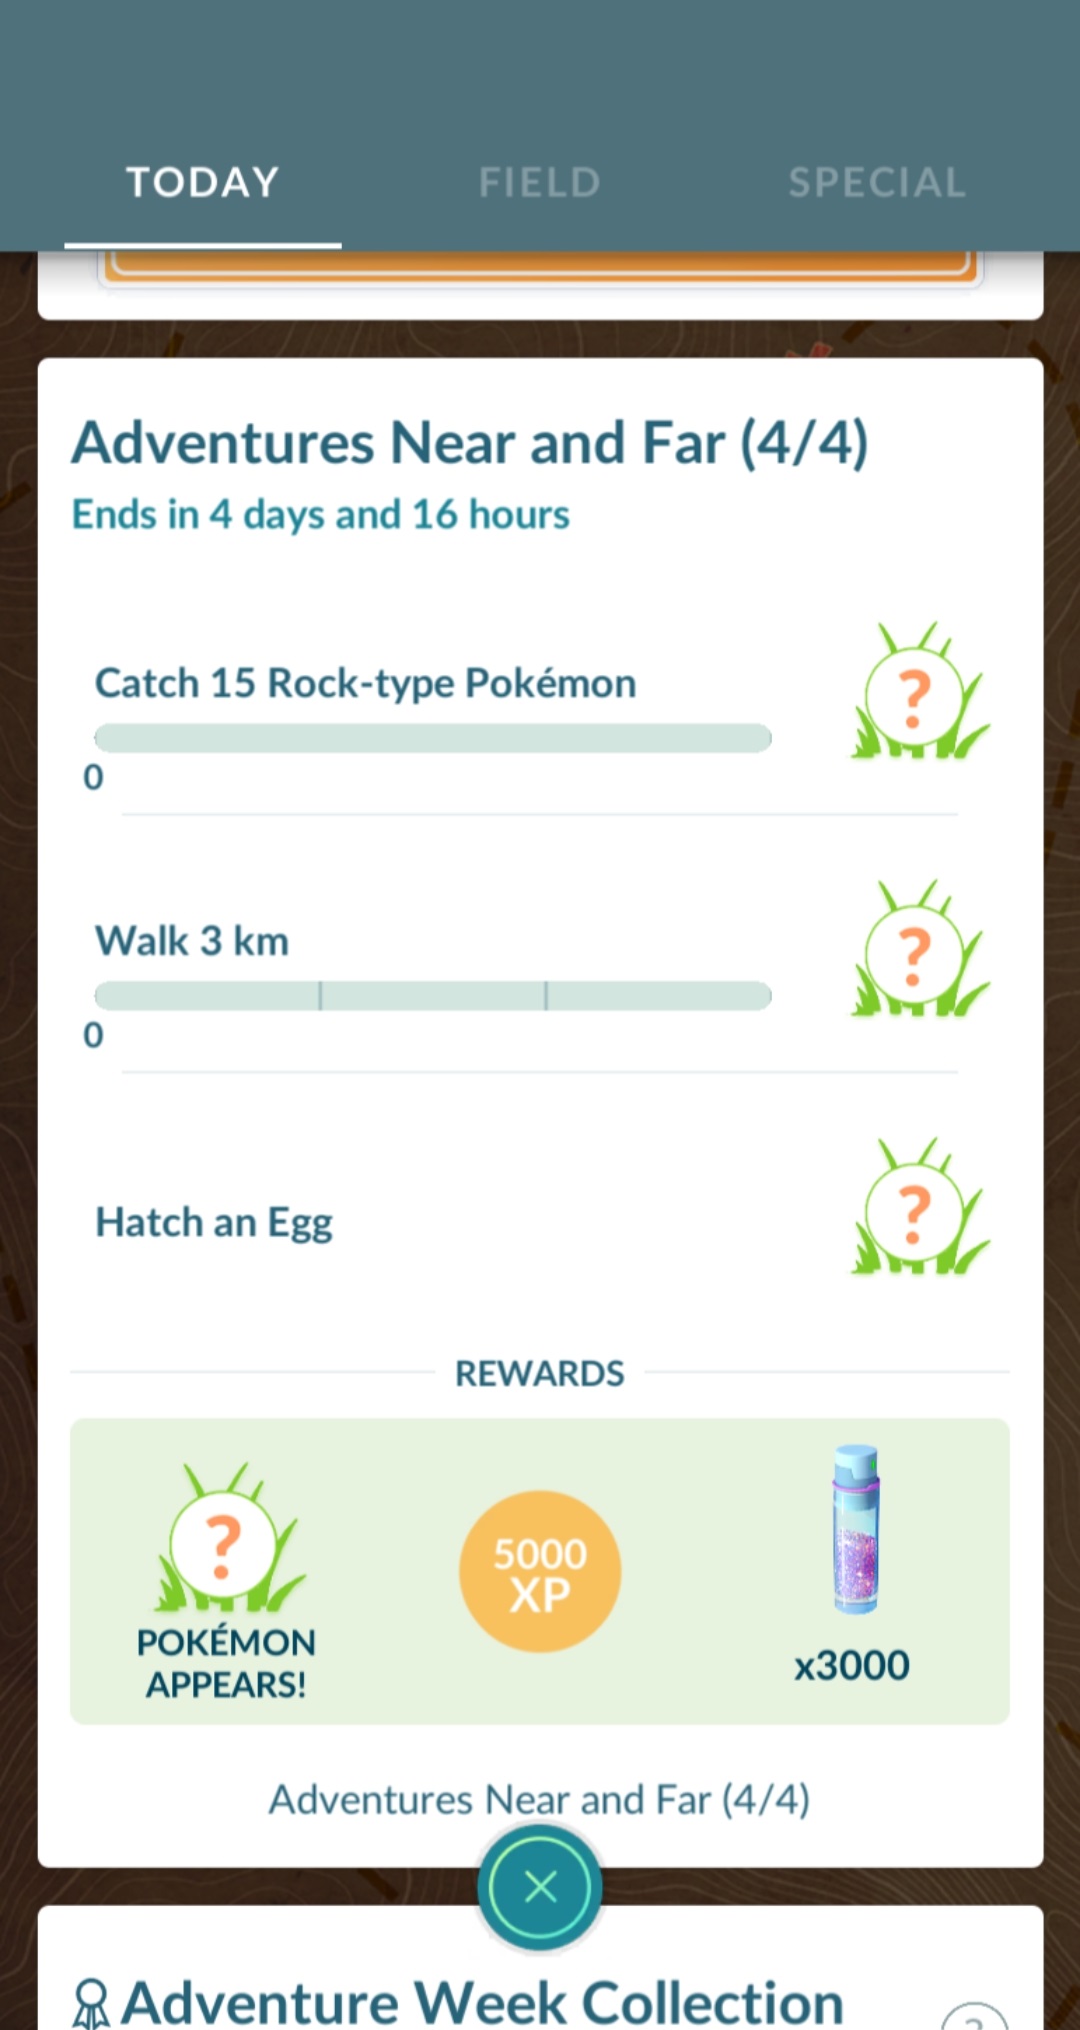 TODAY
FIELD
SPECIAL
Adventures Near and Far (4/4)
Ends in 4 days and 16 hours
Catch 15 Rock-type Pokémon
?
0
Walk 3 km
?
0
Hatch an Egg
?
REWARDS
?
POKÉMON
APPEARS!
5000
XP
x3000
Adventures Near and Far (4/4)
Adventure Week Collection
?